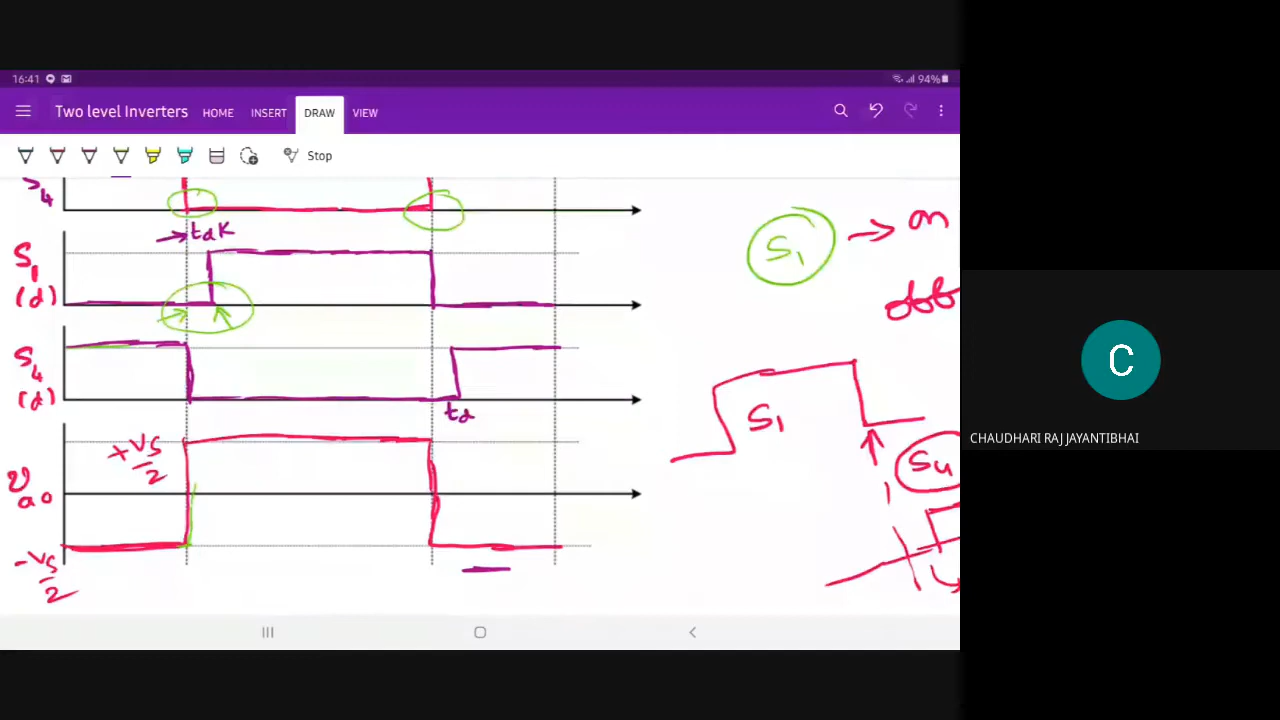 16:41
94%
Two level Inverters HOME INSERT DRAW VIEW
Stop
S4
→tdK
S1
(d)
S4
(d)
td
+Vs/2
Vao
-Vs/2
S1 → on
off
S1
S4
CHAUDHARI RAJ JAYANTIBHAI
C